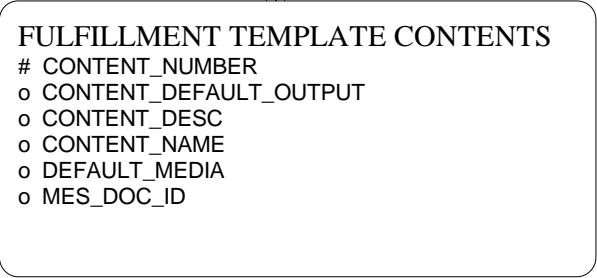 FULFILLMENT TEMPLATE CONTENTS
# CONTENT_NUMBER
o CONTENT_DEFAULT_OUTPUT
o CONTENT_DESC
o CONTENT_NAME
o DEFAULT_MEDIA
o MES_DOC_ID